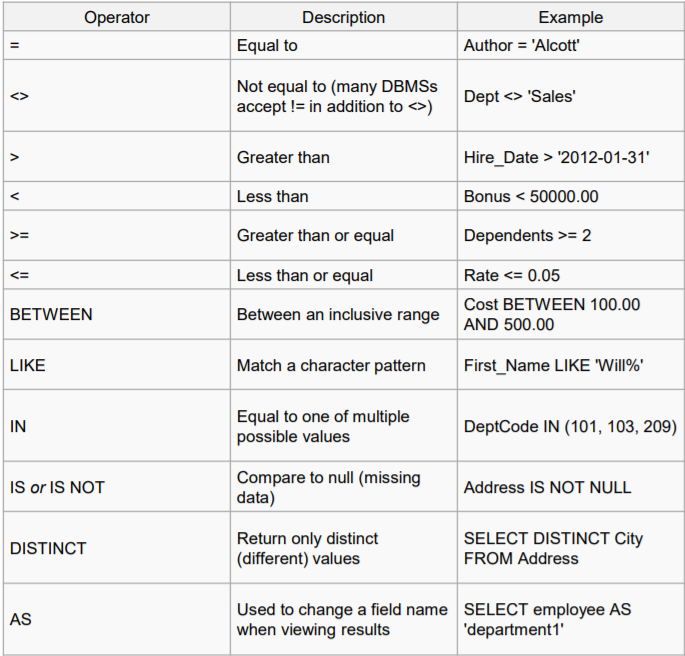 Operator Description Example
= Equal to Author = 'Alcott'
<> Not equal to (many DBMSs
accept != in addition to <>) Dept <> 'Sales'
> Greater than Hire_Date > '2012-01-31'
< Less than Bonus < 50000.00
>= Greater than or equal Dependents >= 2
<= Less than or equal Rate <= 0.05
BETWEEN Between an inclusive range Cost BETWEEN 100.00
AND 500.00
LIKE Match a character pattern First_Name LIKE 'Will%'
IN Equal to one of multiple
possible values DeptCode IN (101, 103, 209)
IS or IS NOT Compare to null (missing
data) Address IS NOT NULL
DISTINCT Return only distinct
(different) values SELECT DISTINCT City
FROM Address
AS Used to change a field name
when viewing results SELECT employee AS
'department1'